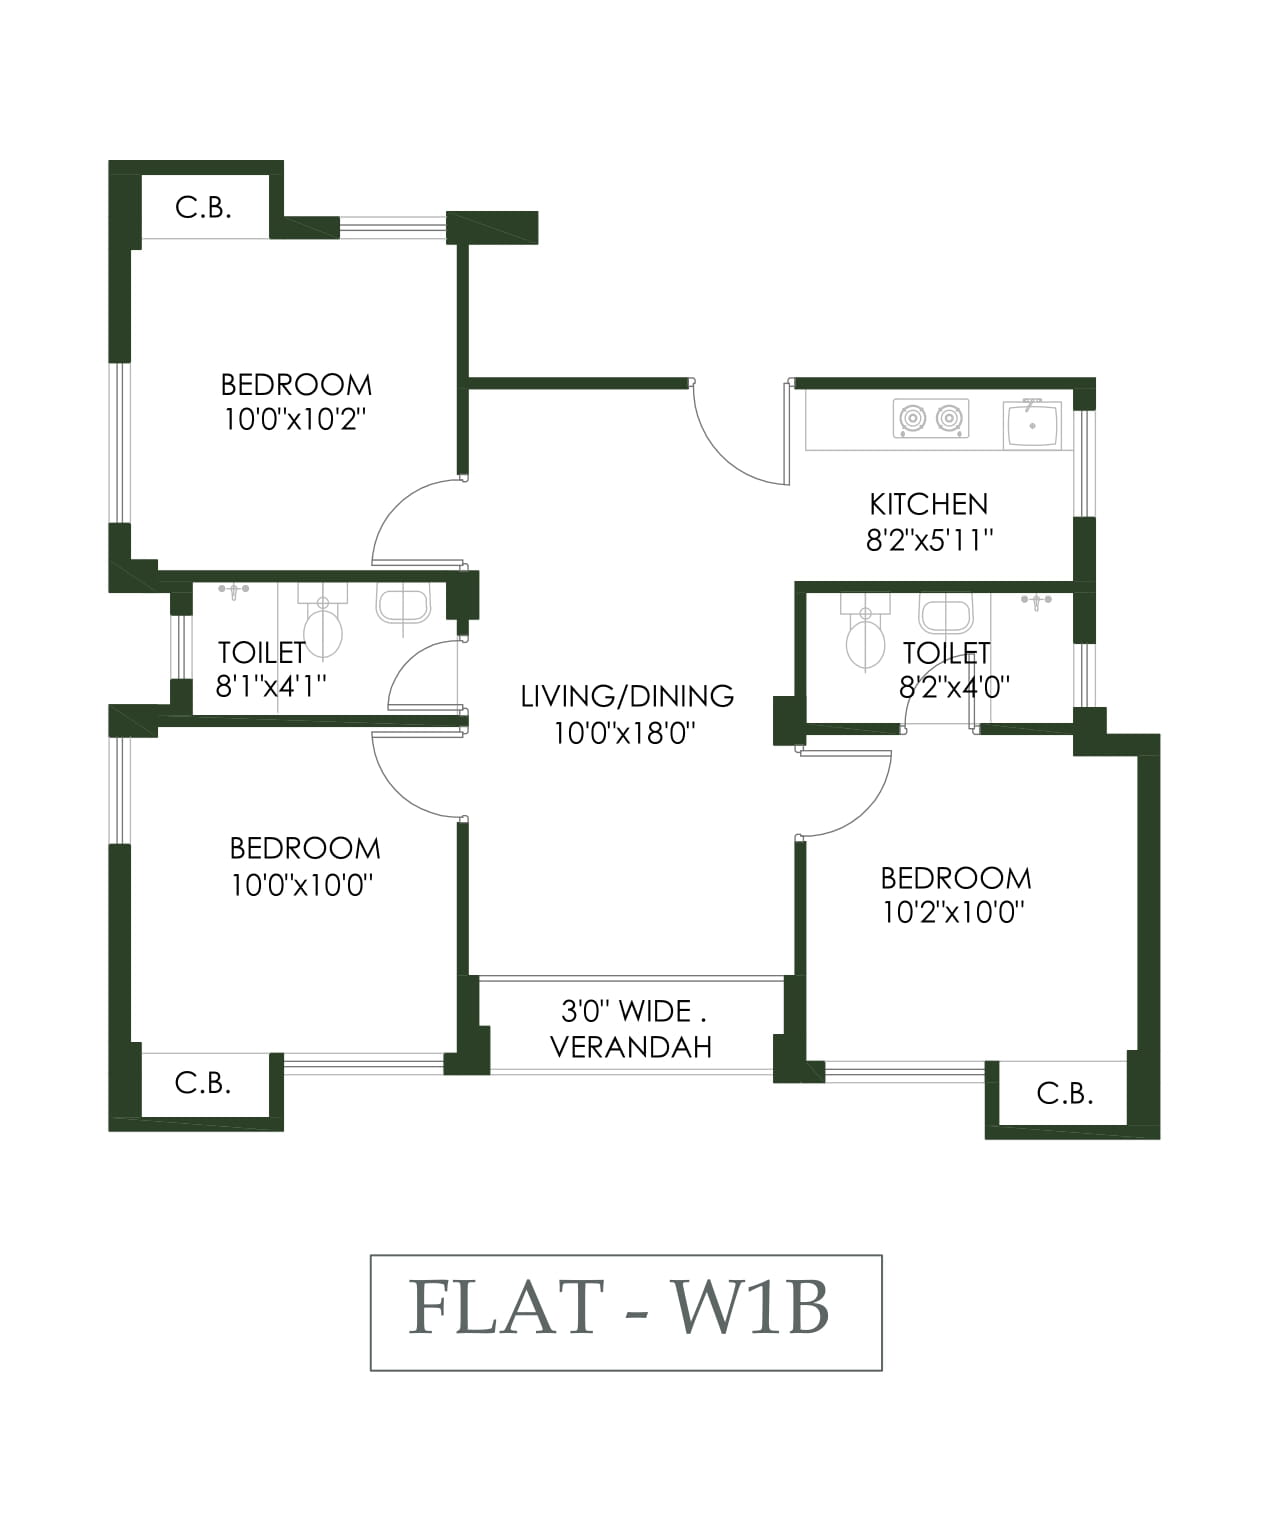 C.B.
BEDROOM
10'0"x10'2"
KITCHEN
8'2"x5'11"
TOILET
8'1"x4'1"
TOILET
8'2"x4'0"
LIVING/DINING
10'0"x18'0"
BEDROOM
10'0"x10'0"
BEDROOM
10'2"x10'0"
3'0" WIDE .
VERANDAH
C.B.
C.B.
FLAT - W1B